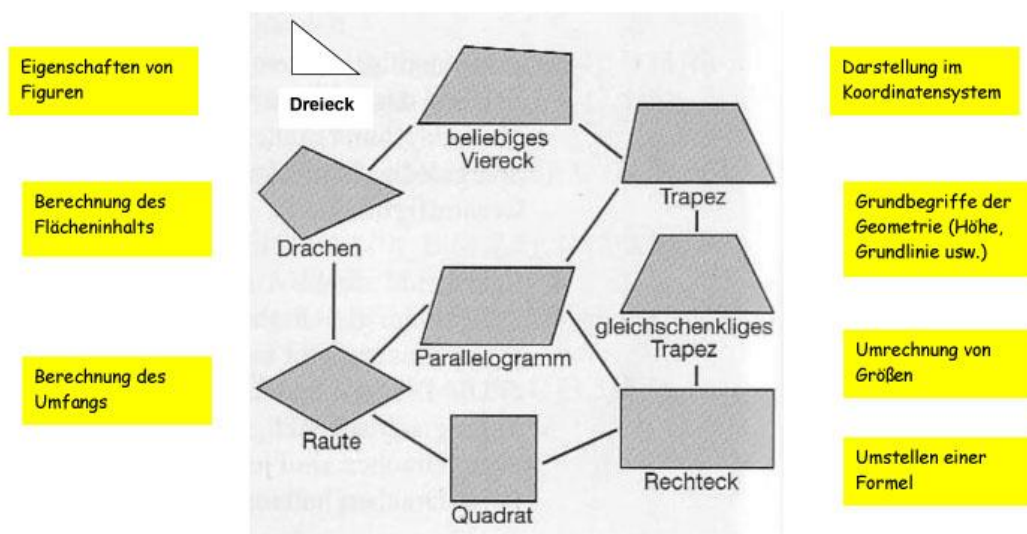 Eigenschaften von
Figuren
Berechnung des
Flächeninhalts
Berechnung des
Umfangs
Dreieck
beliebiges
Viereck
Trapez
Drachen
Parallelogramm
gleichschenkliges
Trapez
Raute
Quadrat
Rechteck
Darstellung im
Koordinatensystem
Grundbegriffe der
Geometrie (Höhe,
Grundlinie usw.)
Umrechnung von
Größen
Umstellen einer
Formel